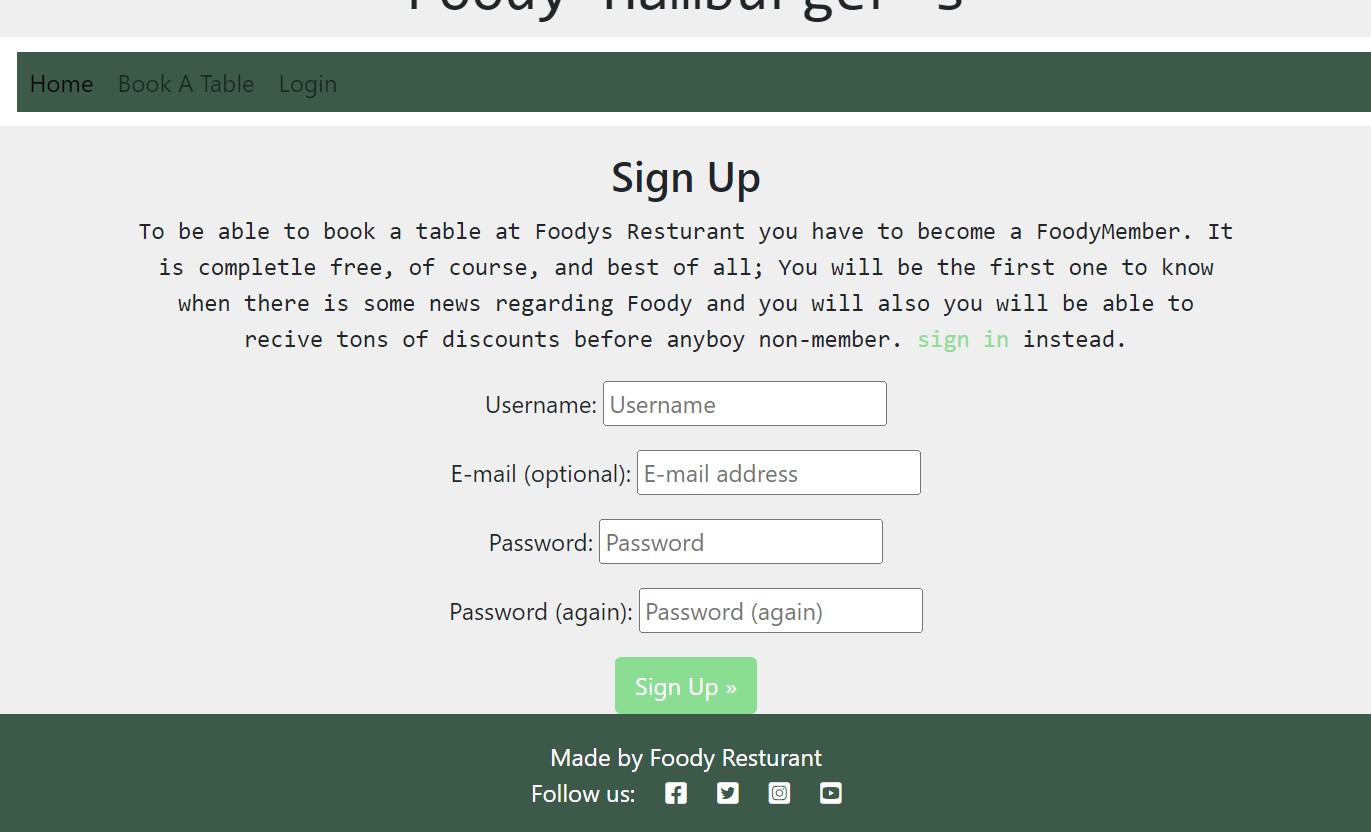 Foody Hamburger's
Home Book A Table Login
Sign Up
To be able to book a table at Foodys Resturant you have to become a FoodyMember. It
is completle free, of course, and best of all; You will be the first one to know
when there is some news regarding Foody and you will also you will be able to
recive tons of discounts before anyboy non-member. sign in instead.
Username: Username
E-mail (optional): E-mail address
Password: Password
Password (again): Password (again)
Sign Up »
Made by Foody Resturant
Follow us: